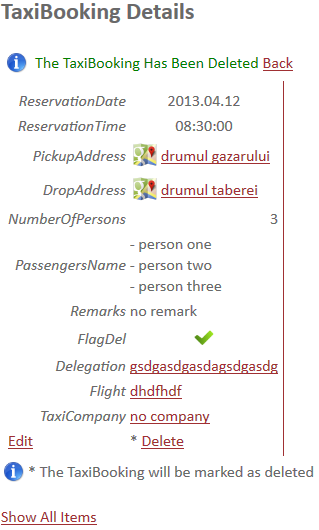 TaxiBooking Details
The TaxiBooking Has Been Deleted Back
ReservationDate 2013.04.12
ReservationTime 08:30:00
PickupAddress drumul gazarului
DropAddress drumul taberei
NumberOfPersons 3
- person one
PassengersName - person two
- person three
Remarks no remark
FlagDel
Delegation gsdgasdgasdagsdgasdg
Flight dhdfhdf
TaxiCompany no company
Edit * Delete
* The TaxiBooking will be marked as deleted
Show All Items